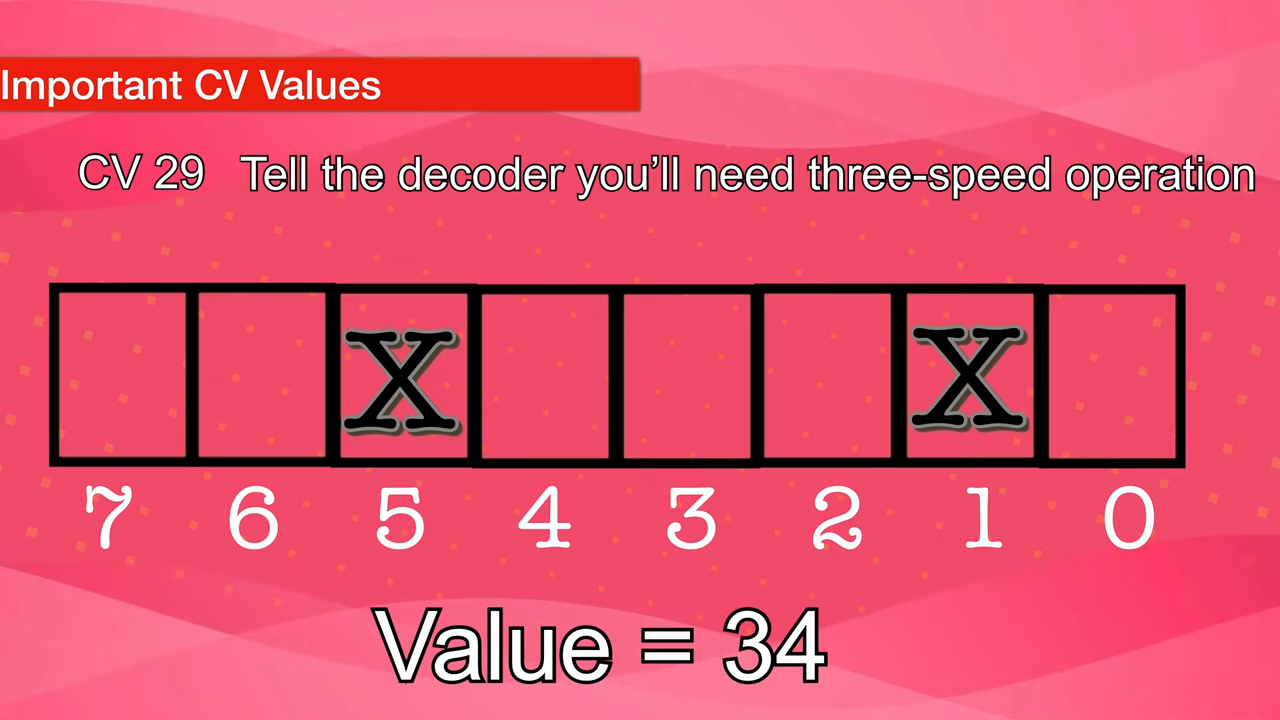 Important CV Values
CV 29 Tell the decoder you’ll need three-speed operation
X X
7 6 5 4 3 2 1 0
Value = 34